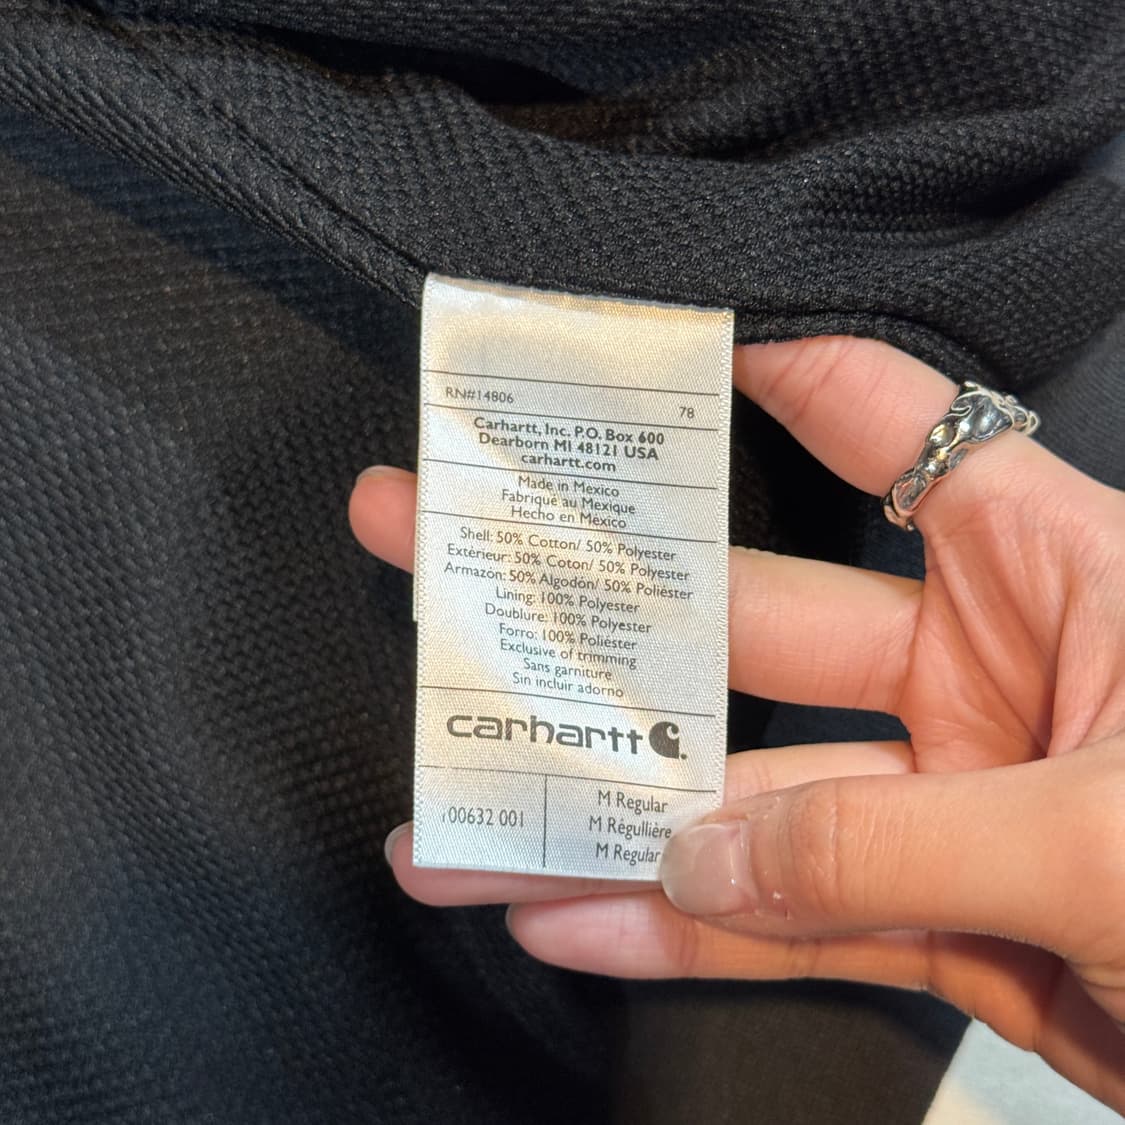 RN#14806
78
Carhartt, Inc. P.O. Box 600
Dearborn MI 48121 USA
carhartt.com
Made in Mexico
Fabriqué au Mexique
Hecho en Mexico
Shell: 50% Cotton/ 50% Polyester
Extérieur: 50% Coton/ 50% Polyester
Armazón: 50% Algodón/ 50% Poliéster
Lining: 100% Polyester
Doublure: 100% Polyester
Forro: 100% Poliéster
Exclusive of trimming
Sans garniture
Sin incluir adorno
carhartt
100632 001
M Regular
M Régullière
M Regular